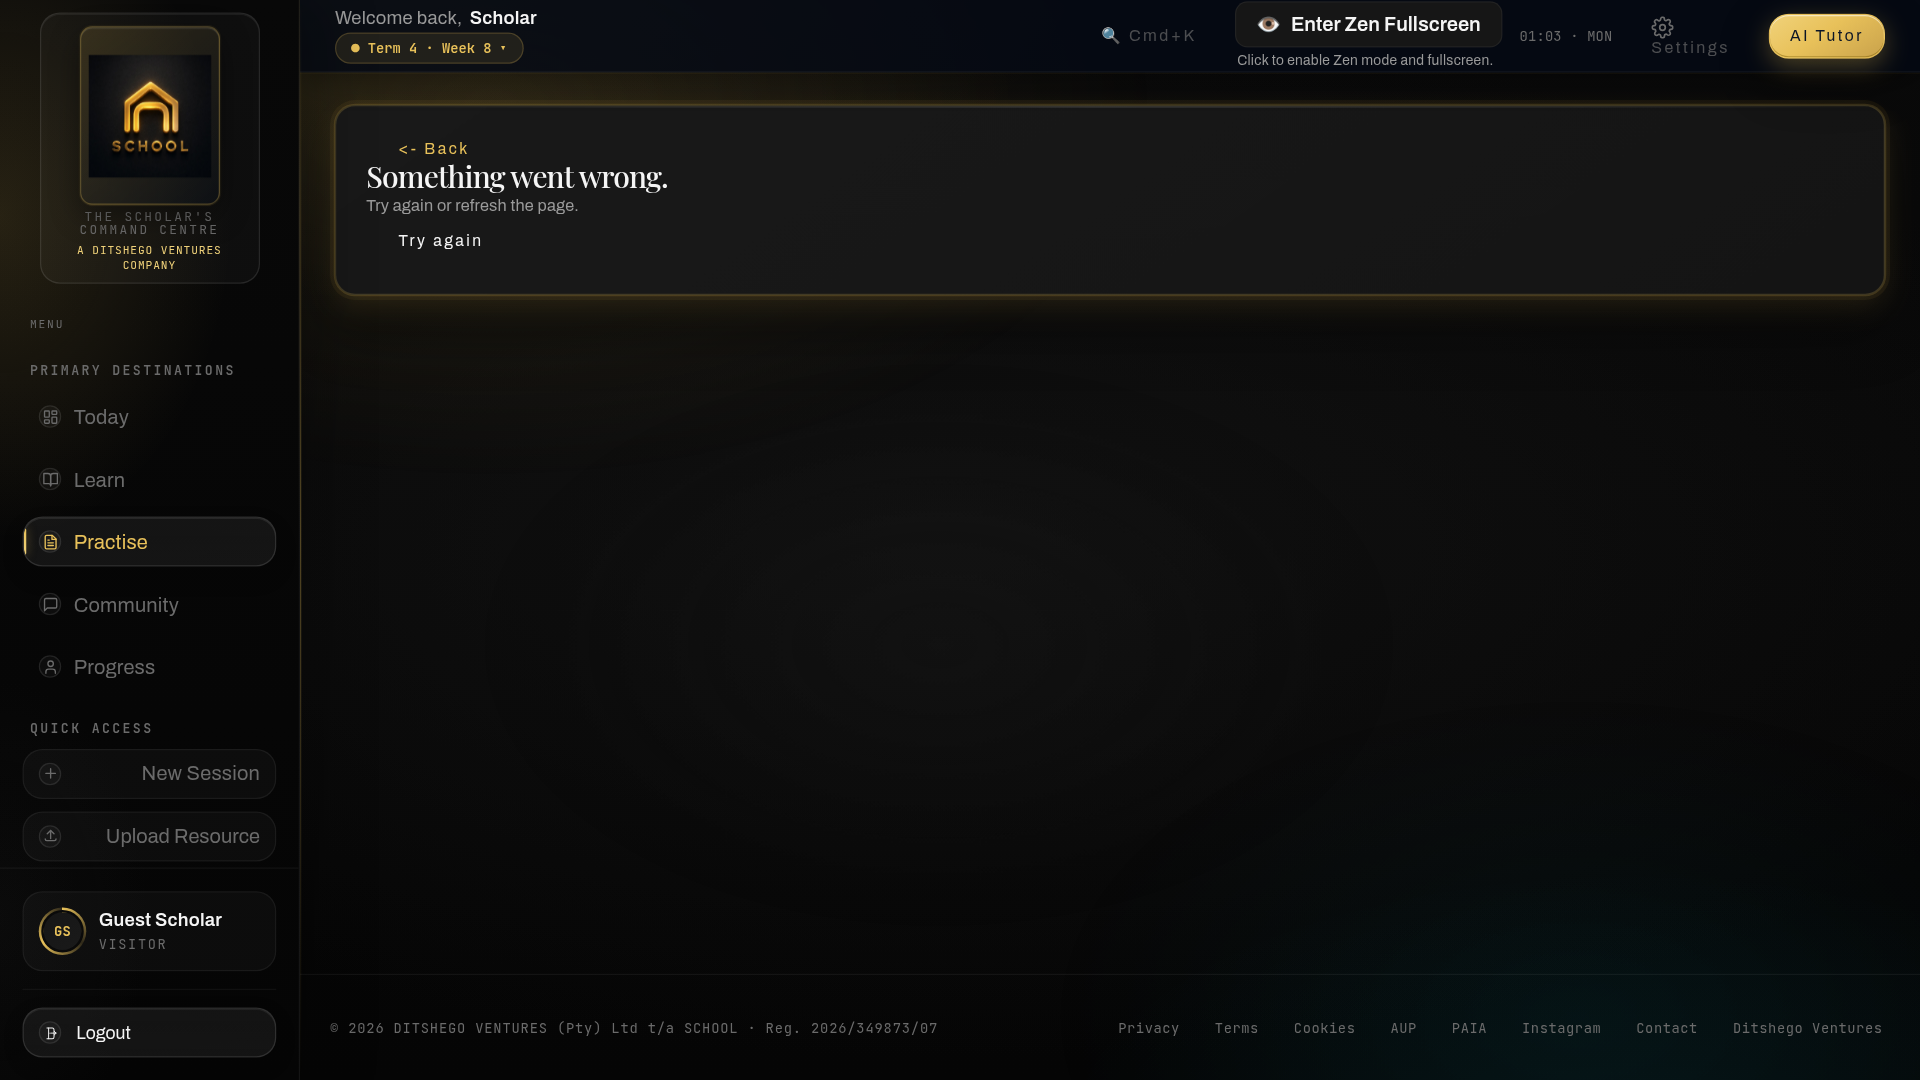 SCHOOL
THE SCHOLAR'S
COMMAND CENTRE
A DITSHEGO VENTURES
COMPANY
MENU
PRIMARY DESTINATIONS
Today
Learn
Practise
Community
Progress
QUICK ACCESS
New Session
Upload Resource
GS
Guest Scholar
VISITOR
Logout
Welcome back, Scholar
Term 4 · Week 8 ▾
Cmd+K
Enter Zen Fullscreen
Click to enable Zen mode and fullscreen.
01:03 · MON
Settings
AI Tutor
<- Back
Something went wrong.
Try again or refresh the page.
Try again
© 2026 DITSHEGO VENTURES (Pty) Ltd t/a SCHOOL · Reg. 2026/349873/07
Privacy Terms Cookies AUP PAIA Instagram Contact Ditshego Ventures